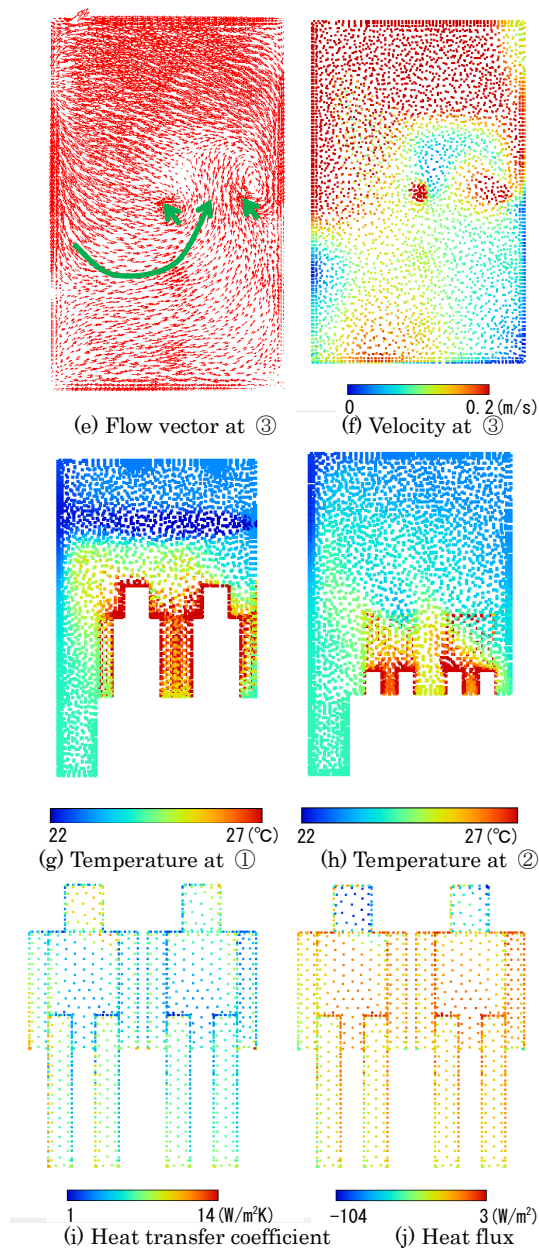 0 0.2(m/s)
(e) Flow vector at ③ (f) Velocity at ③
22 27(℃) 22 27(℃)
(g) Temperature at ① (h) Temperature at ②
1 14(W/m²K) -104 3(W/m²)
(i) Heat transfer coefficient (j) Heat flux